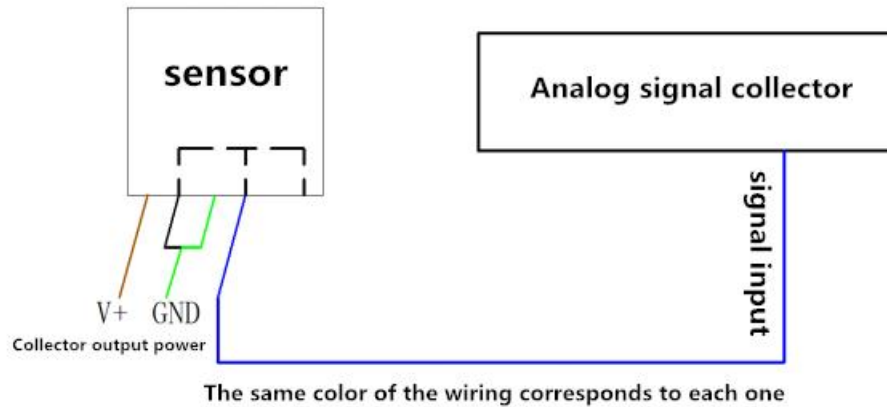 sensor
Analog signal collector
signal input
V+ GND
Collector output power
The same color of the wiring corresponds to each one